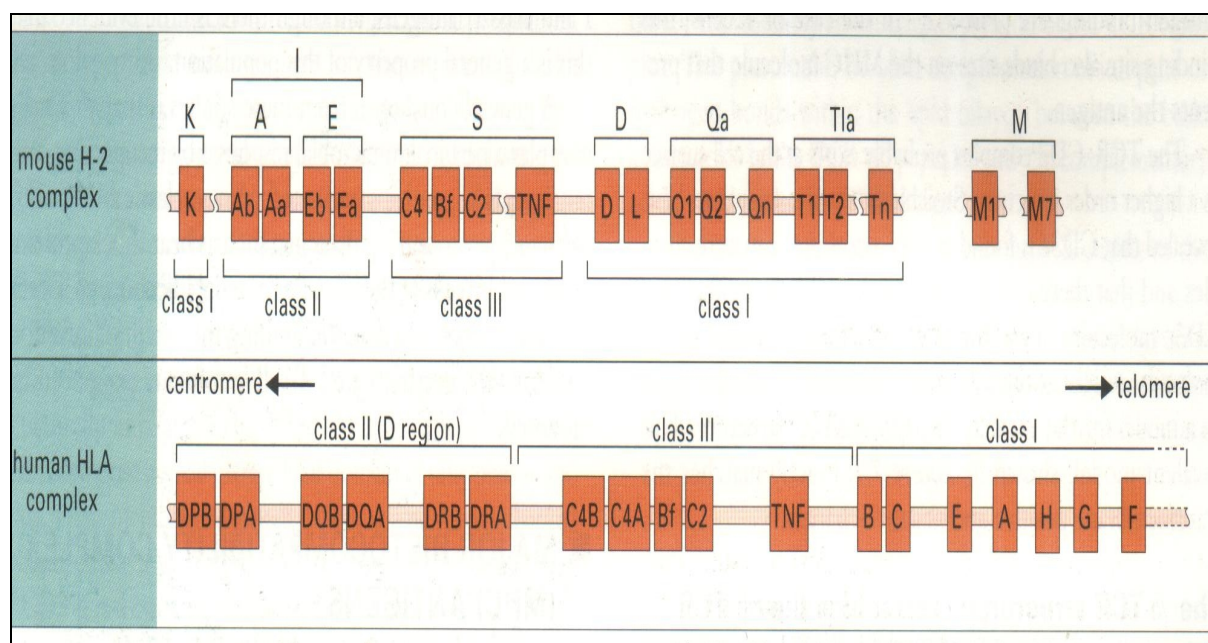 I
K A E S D Qa Tla M
mouse H-2
complex
K Ab Aa Eb Ea C4 Bf C2 TNF D L Q1 Q2 Qn T1 T2 Tn M1 M7
class I class II class III class I
centromere telomere
class II (D region) class III class I
human HLA
complex
DPB DPA DQB DQA DRB DRA C4B C4A Bf C2 TNF B C E A H G F